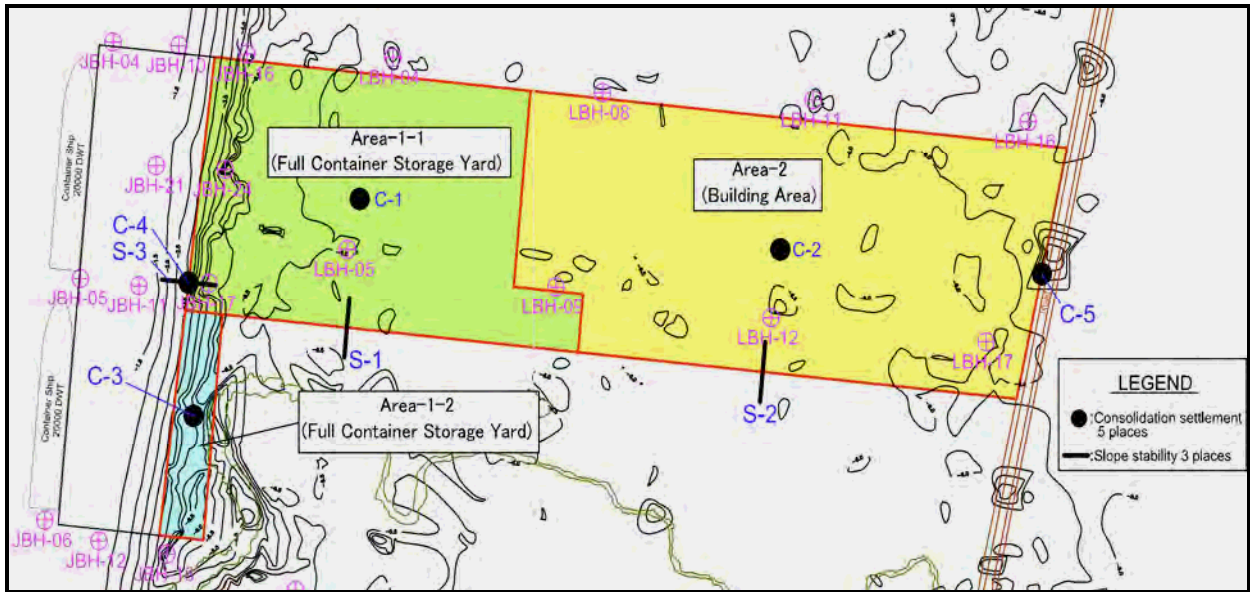 JBH-04
JBH-10
JBH-16
LBH-04
LBH-08
LBH-11
LBH-16
Area-1-1
(Full Container Storage Yard)
Area-2
(Building Area)
Container Ship
20000 DWT
JBH-21
C-1
C-2
C-4
S-3
LBH-05
JBH-05
JBH-11
JBH-17
LBH-09
C-5
LBH-12
LBH-17
S-1
C-3
Area-1-2
(Full Container Storage Yard)
S-2
LEGEND
:Consolidation settlement
5 places
:Slope stability 3 places
Container Ship
20000 DWT
JBH-06
JBH-12